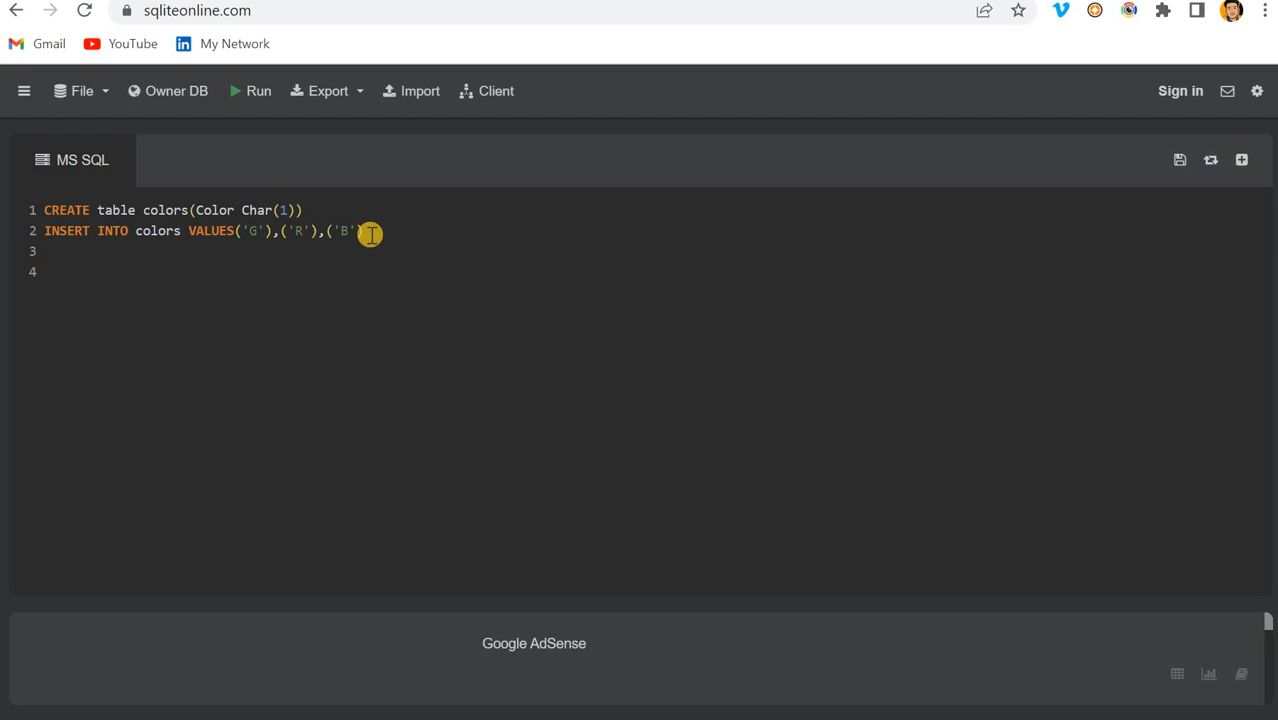 sqliteonline.com
Gmail YouTube My Network
File Owner DB Run Export Import Client Sign in
MS SQL
1 CREATE table colors(Color Char(1))
2 INSERT INTO colors VALUES('G'),('R'),('B')
3
4
Google AdSense